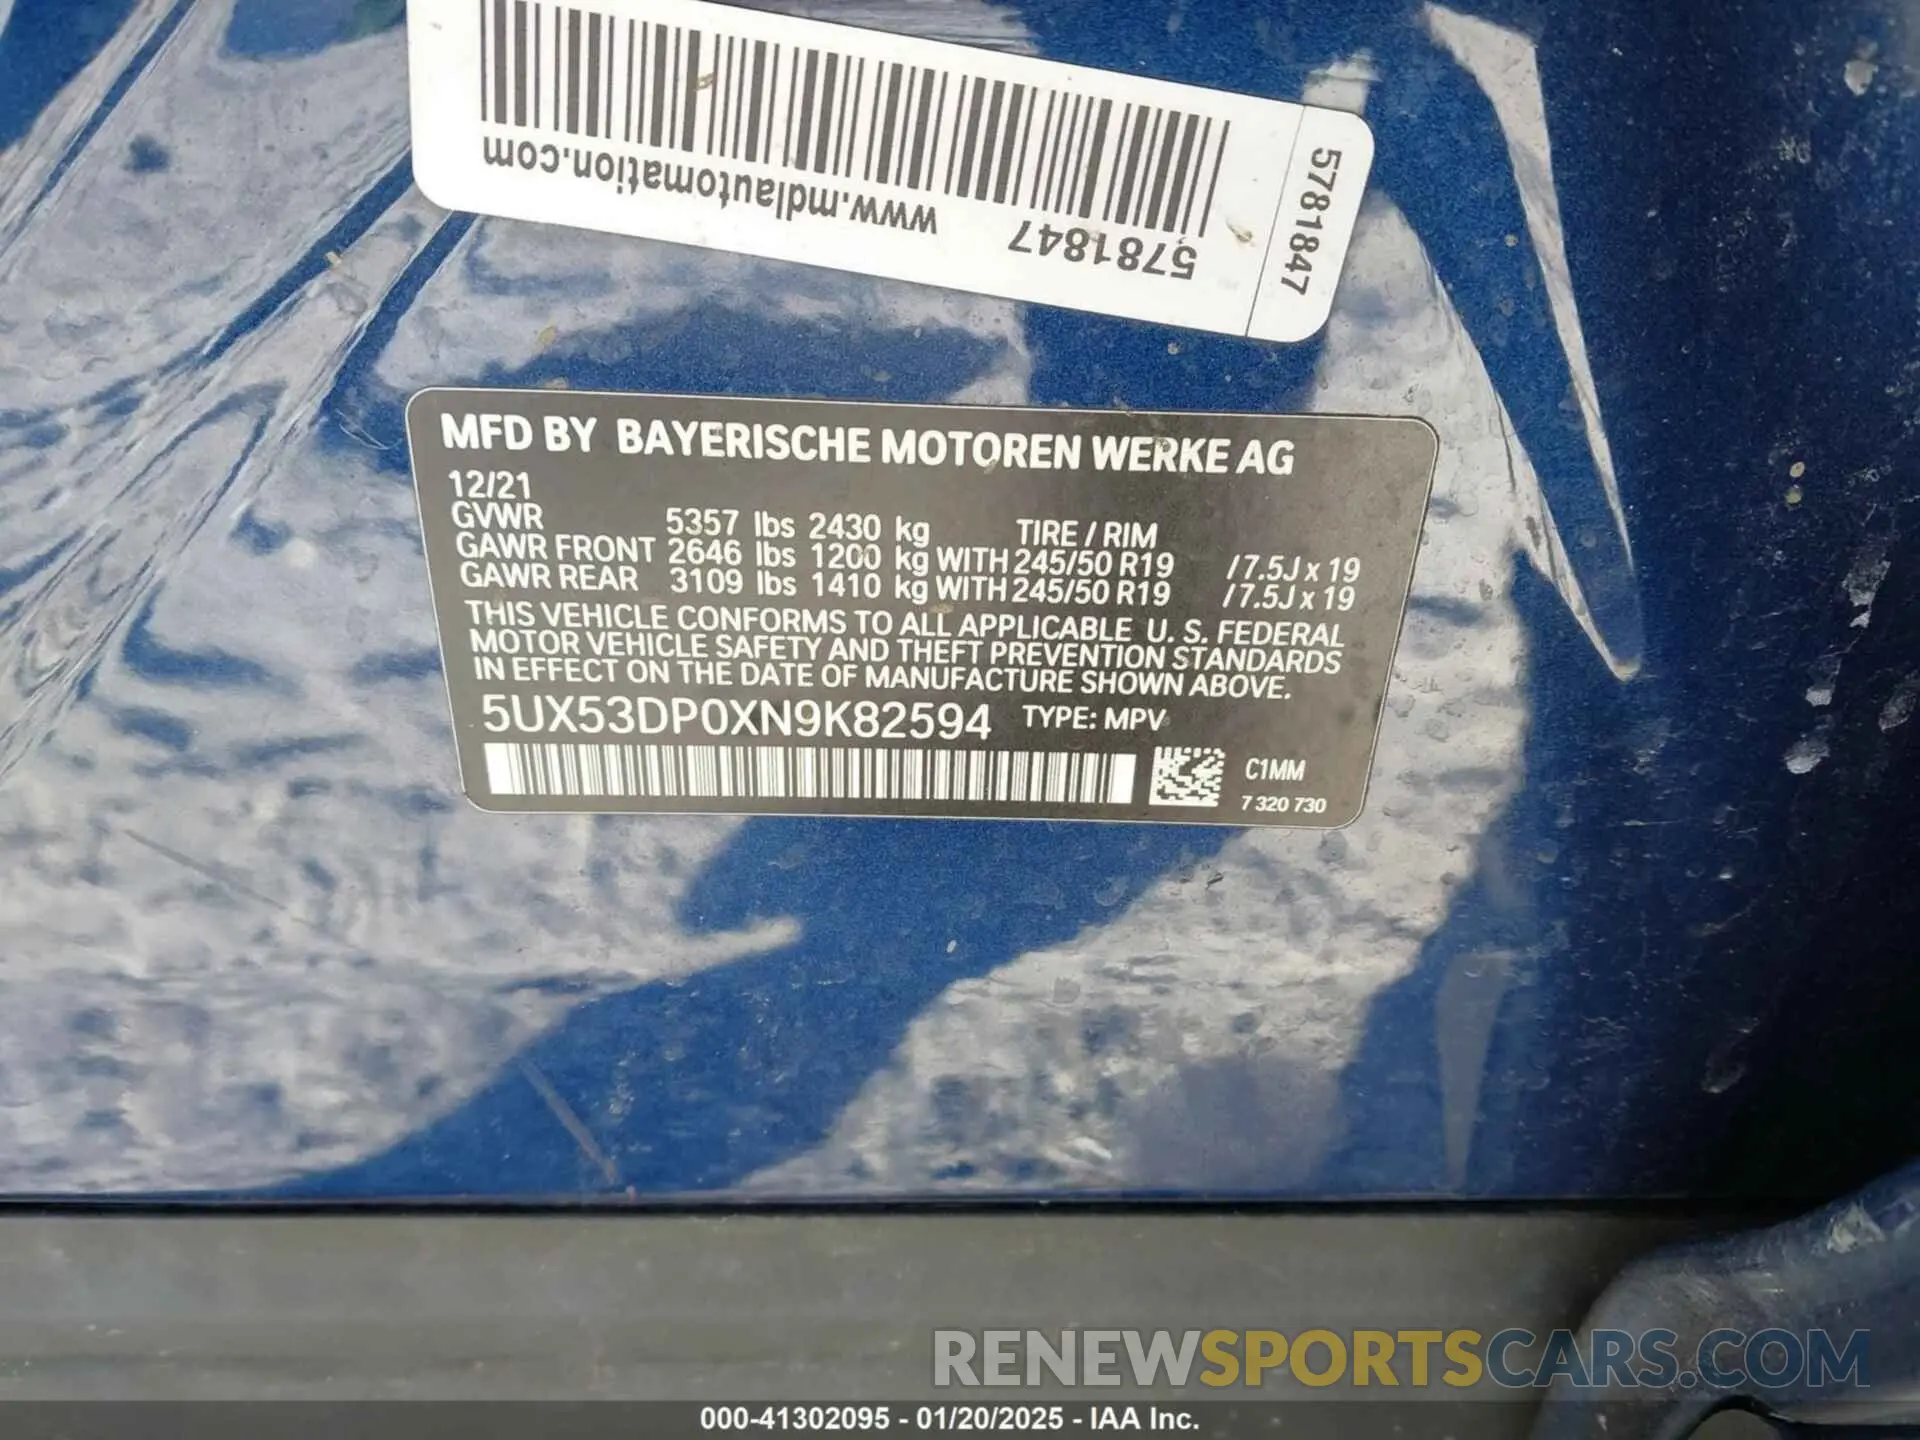 www.mdlautomation.com
5781847
5781847
MFD BY BAYERISCHE MOTOREN WERKE AG
12/21
GVWR 5357 lbs 2430 kg TIRE / RIM
GAWR FRONT 2646 lbs 1200 kg WITH 245/50 R19 / 7.5J x 19
GAWR REAR 3109 lbs 1410 kg WITH 245/50 R19 / 7.5J x 19
THIS VEHICLE CONFORMS TO ALL APPLICABLE U. S. FEDERAL
MOTOR VEHICLE SAFETY AND THEFT PREVENTION STANDARDS
IN EFFECT ON THE DATE OF MANUFACTURE SHOWN ABOVE.
5UX53DP0XN9K82594 TYPE: MPV
C1MM
7 320 730
RENEWSPORTSCARS.COM
000-41302095 - 01/20/2025 - IAA Inc.